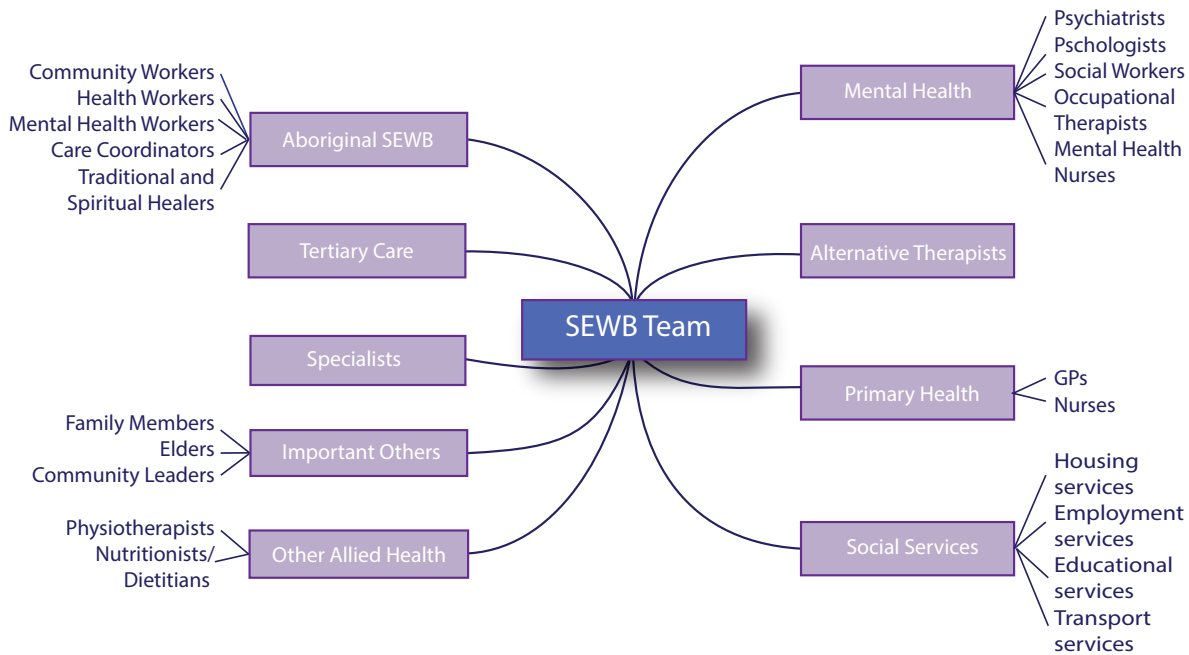 Community Workers
Health Workers
Mental Health Workers
Care Coordinators
Traditional and
Spiritual Healers
Aboriginal SEWB
Tertiary Care
Specialists
Family Members
Elders
Community Leaders
Important Others
Physiotherapists
Nutritionists/
Dietitians
Other Allied Health
SEWB Team
Mental Health
Psychiatrists
Pschologists
Social Workers
Occupational
Therapists
Mental Health
Nurses
Alternative Therapists
Primary Health
GPs
Nurses
Social Services
Housing
services
Employment
services
Educational
services
Transport
services